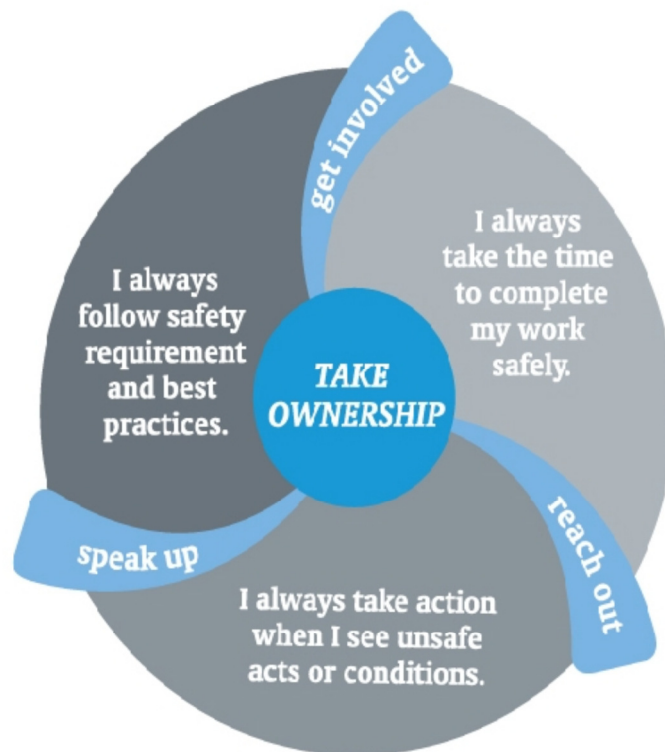 get involved
I always
take the time
to complete
my work
safely.
I always
follow safety
requirement
and best
practices.
TAKE
OWNERSHIP
reach out
speak up
I always take action
when I see unsafe
acts or conditions.